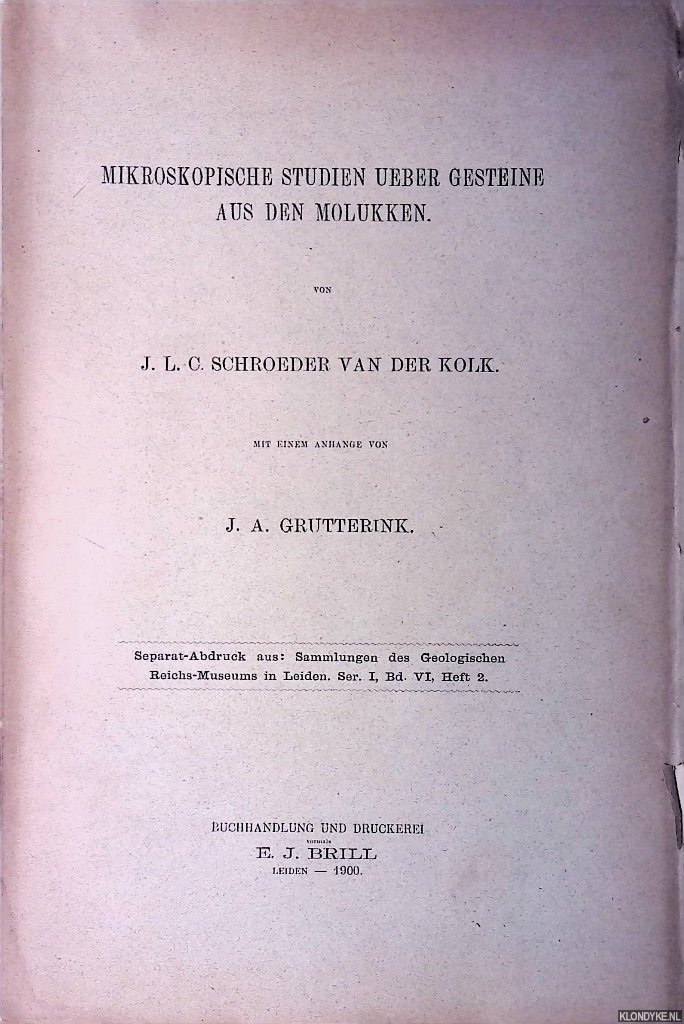 MIKROSKOPISCHE STUDIEN UEBER GESTEINE
AUS DEN MOLUKKEN.
VON
J. L. C. SCHROEDER VAN DER KOLK.
MIT EINEM ANHANGE VON
J. A. GRUTTERINK.
Separat-Abdruck aus: Sammlungen des Geologischen
Reichs-Museums in Leiden. Ser. I, Bd. VI, Heft 2.
BUCHHANDLUNG UND DRUCKEREI
vormals
E. J. BRILL
LEIDEN — 1900.
KLONDYKE.NL